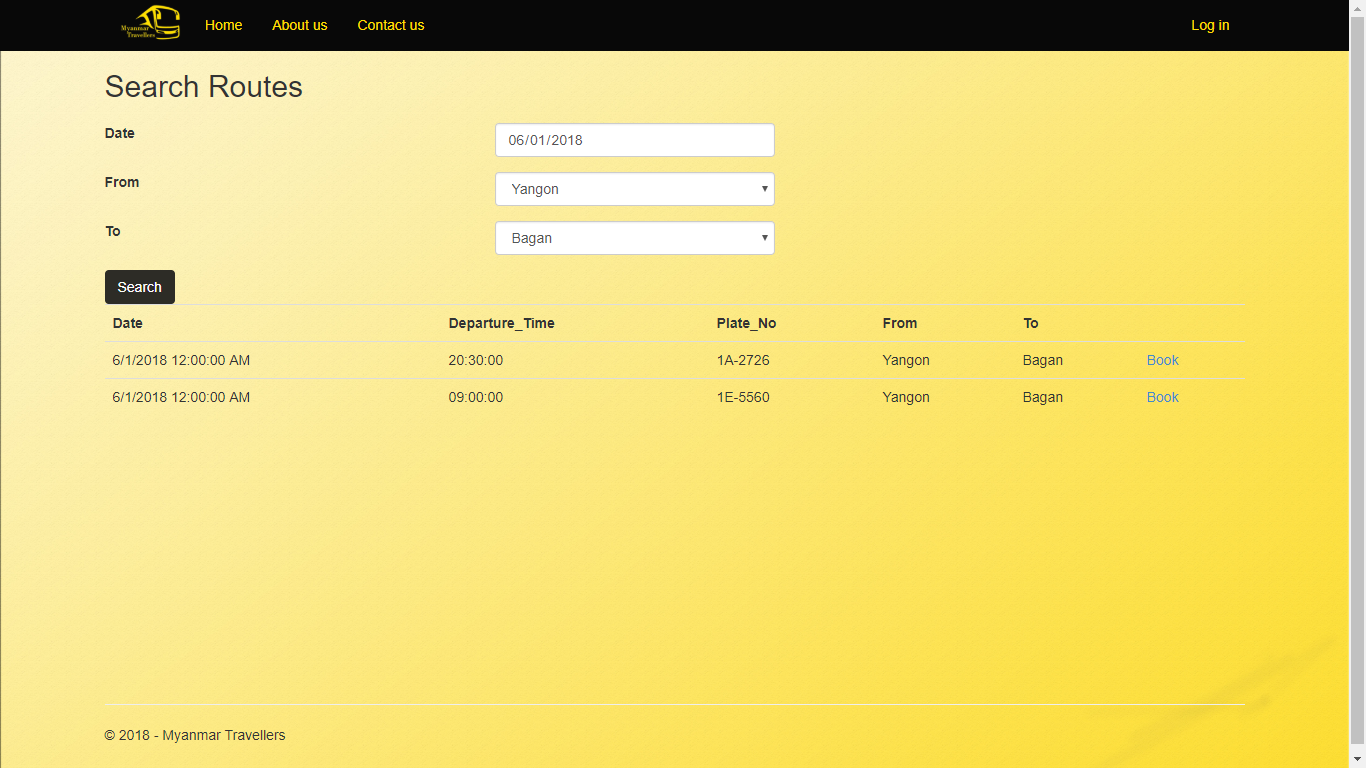 Myanmar Travellers Home About us Contact us Log in
Search Routes
Date 06/01/2018
From Yangon
To Bagan
Search
Date Departure_Time Plate_No From To
6/1/2018 12:00:00 AM 20:30:00 1A-2726 Yangon Bagan Book
6/1/2018 12:00:00 AM 09:00:00 1E-5560 Yangon Bagan Book
© 2018 - Myanmar Travellers